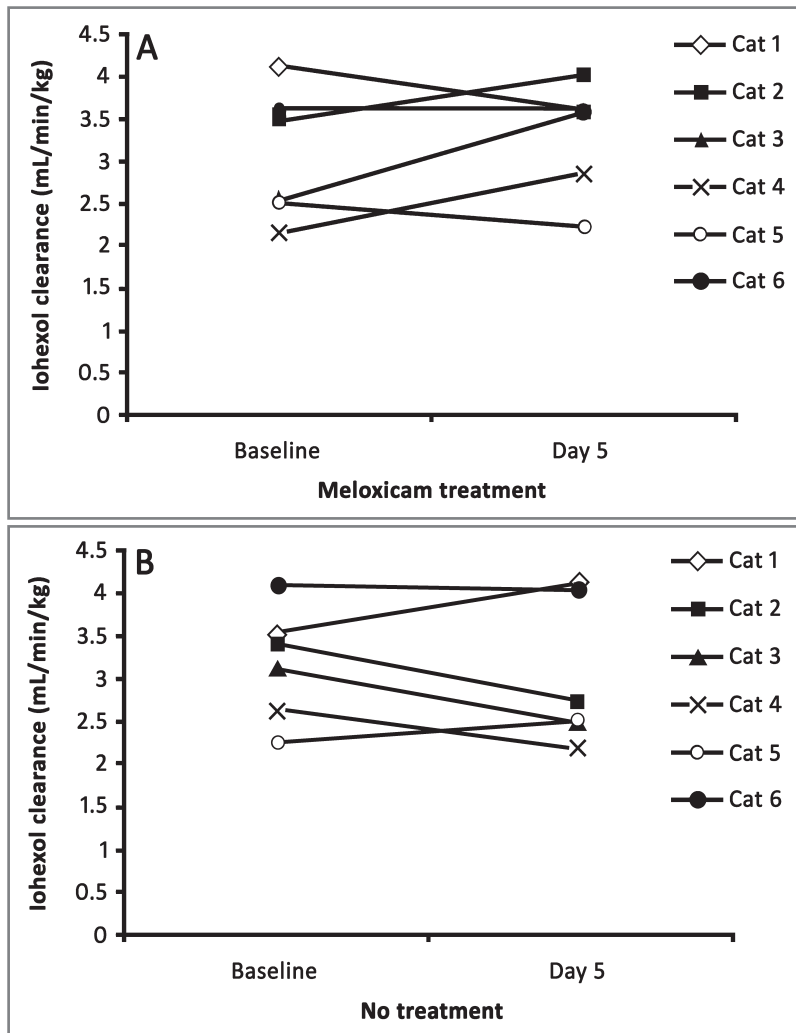 A
Iohexol clearance (mL/min/kg)
4.5
4
3.5
3
2.5
2
1.5
1
0.5
0
Baseline
Day 5
Meloxicam treatment
Cat 1
Cat 2
Cat 3
Cat 4
Cat 5
Cat 6
B
Iohexol clearance (mL/min/kg)
4.5
4
3.5
3
2.5
2
1.5
1
0.5
0
Baseline
Day 5
No treatment
Cat 1
Cat 2
Cat 3
Cat 4
Cat 5
Cat 6